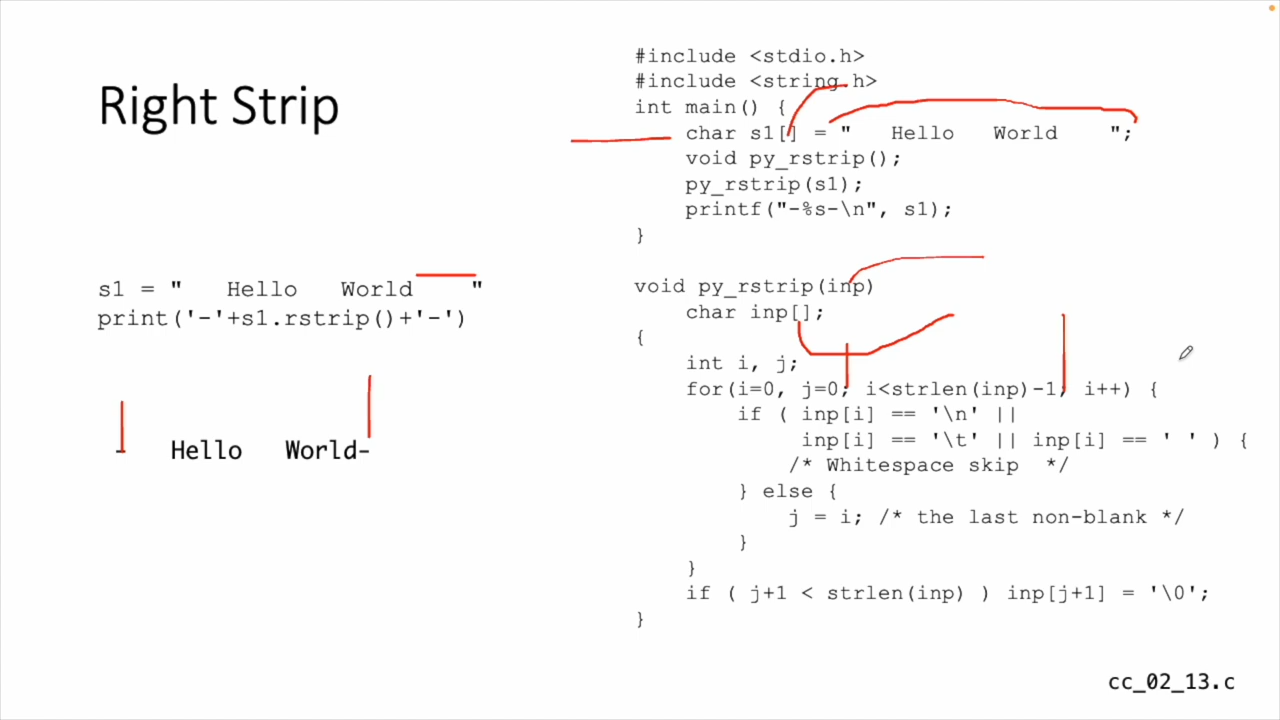 Right Strip
s1 = "   Hello   World    "
print('-'+s1.rstrip()+'-')
-   Hello   World-
#include <stdio.h>
#include <string.h>
int main() {
    char s1[] = "   Hello   World    ";
    void py_rstrip();
    py_rstrip(s1);
    printf("-%s-\n", s1);
}
void py_rstrip(inp)
    char inp[];
{
    int i, j;
    for(i=0, j=0; i<strlen(inp)-1; i++) {
        if ( inp[i] == '\n' ||
             inp[i] == '\t' || inp[i] == ' ' ) {
            /* Whitespace skip  */
        } else {
            j = i; /* the last non-blank */
        }
    }
    if ( j+1 < strlen(inp) ) inp[j+1] = '\0';
}
cc_02_13.c